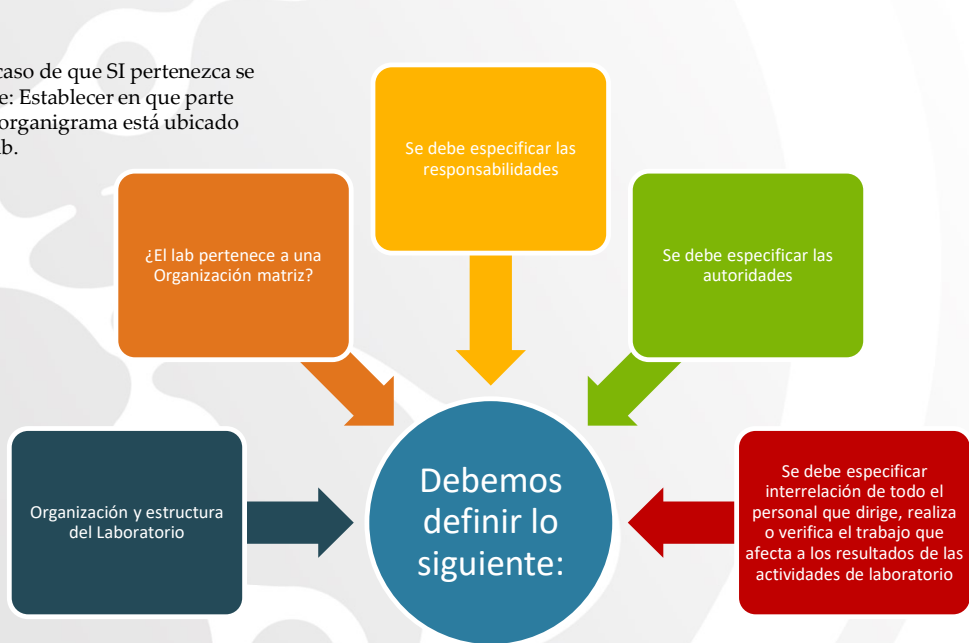 caso de que SI pertenezca se
e: Establecer en que parte
organigrama está ubicado
b.
Se debe especificar las
responsabilidades
¿El lab pertenece a una
Organización matriz?
Se debe especificar las
autoridades
Organización y estructura
del Laboratorio
Debemos
definir lo
siguiente:
Se debe especificar
interrelación de todo el
personal que dirige, realiza
o verifica el trabajo que
afecta a los resultados de las
actividades de laboratorio